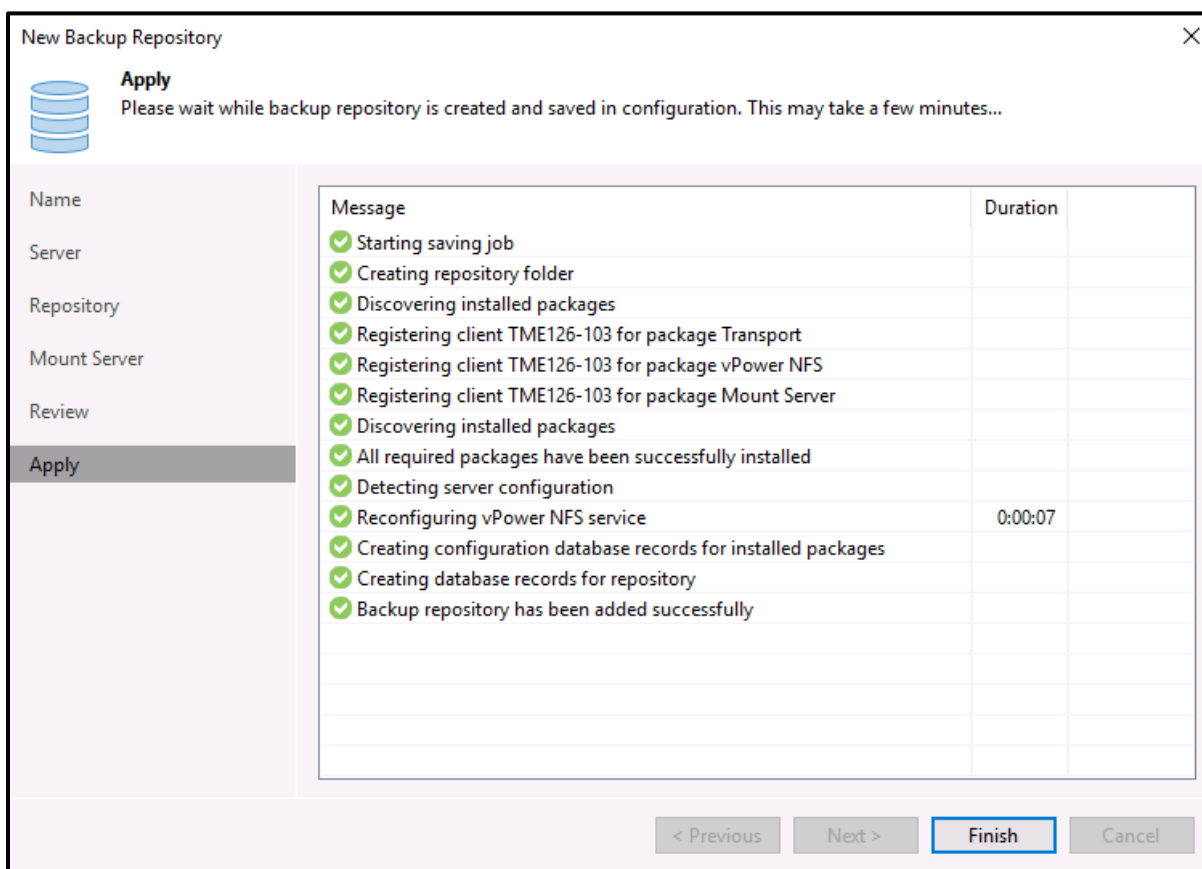 New Backup Repository
Apply
Please wait while backup repository is created and saved in configuration. This may take a few minutes...
Name
Server
Repository
Mount Server
Review
Apply
Message Duration
Starting saving job
Creating repository folder
Discovering installed packages
Registering client TME126-103 for package Transport
Registering client TME126-103 for package vPower NFS
Registering client TME126-103 for package Mount Server
Discovering installed packages
All required packages have been successfully installed
Detecting server configuration
Reconfiguring vPower NFS service 0:00:07
Creating configuration database records for installed packages
Creating database records for repository
Backup repository has been added successfully
< Previous Next > Finish Cancel